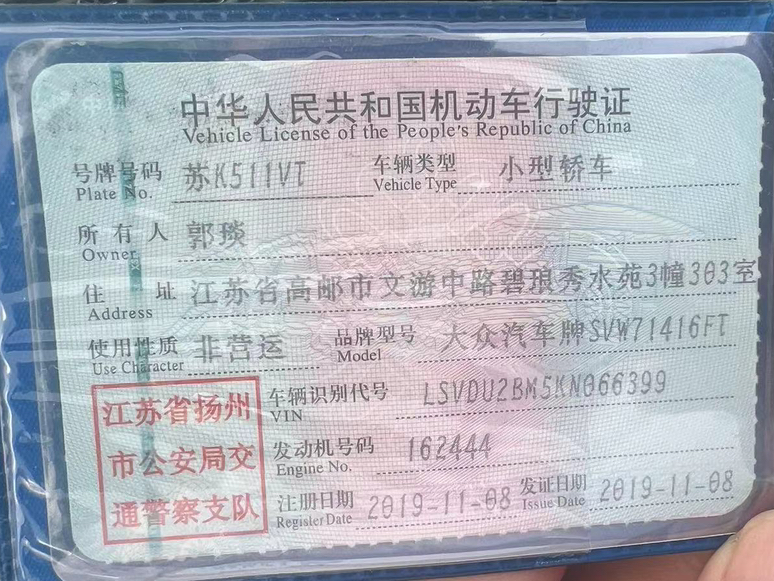 中华人民共和国机动车行驶证
Vehicle License of the People's Republic of China
号牌号码 苏K511VT 车辆类型 小型轿车
Plate No. Vehicle Type
所有人 郭琰
Owner
住 址 江苏省高邮市文游中路碧琅秀水苑3幢303室
Address
使用性质 非营运 品牌型号 大众汽车牌SVW71416FT
Use Character Model
江苏省扬州
市公安局交
通警察支队
车辆识别代号 LSVDU2BM5KN066399
VIN
发动机号码 162444
Engine No.
注册日期 2019-11-08 发证日期 2019-11-08
Register Date Issue Date